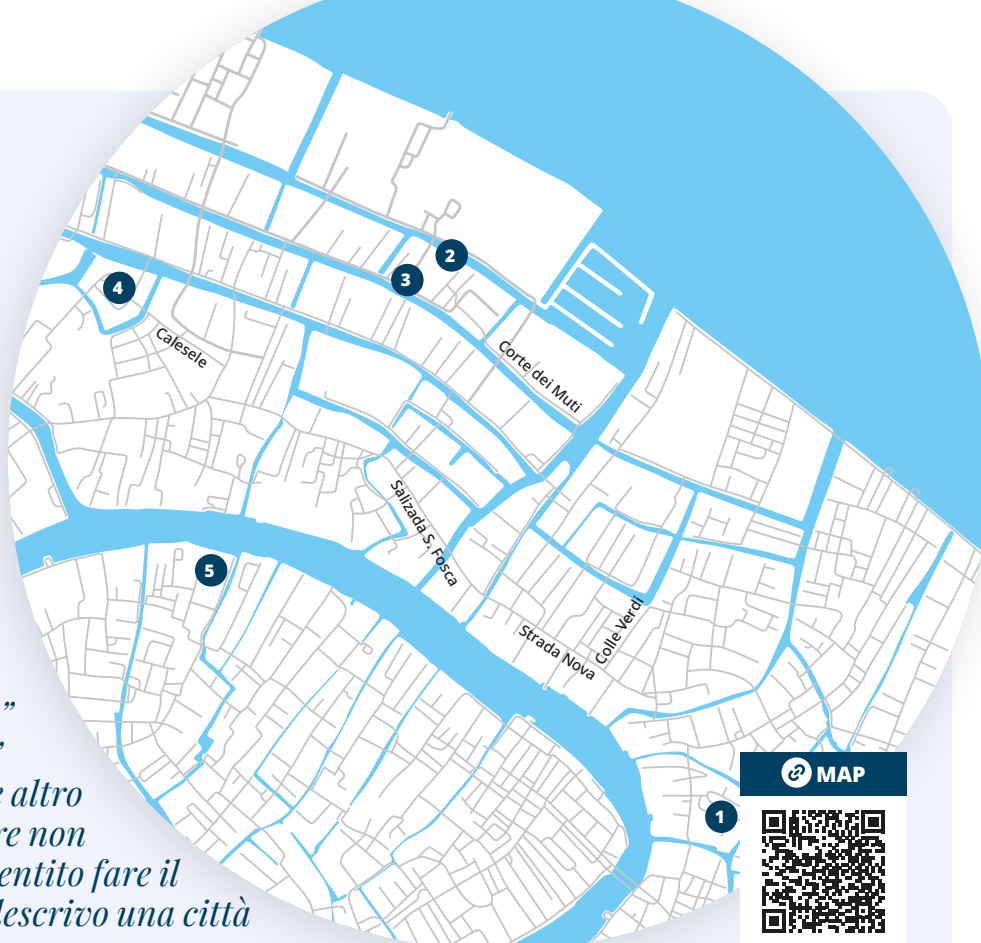 2
3
4
Calesele
Corte dei Muti
Salizada S. Fosca
5
Colle Verdi
Strada Nova
”
’
e altro
re non
entito fare il
descrivo una città
MAP
1